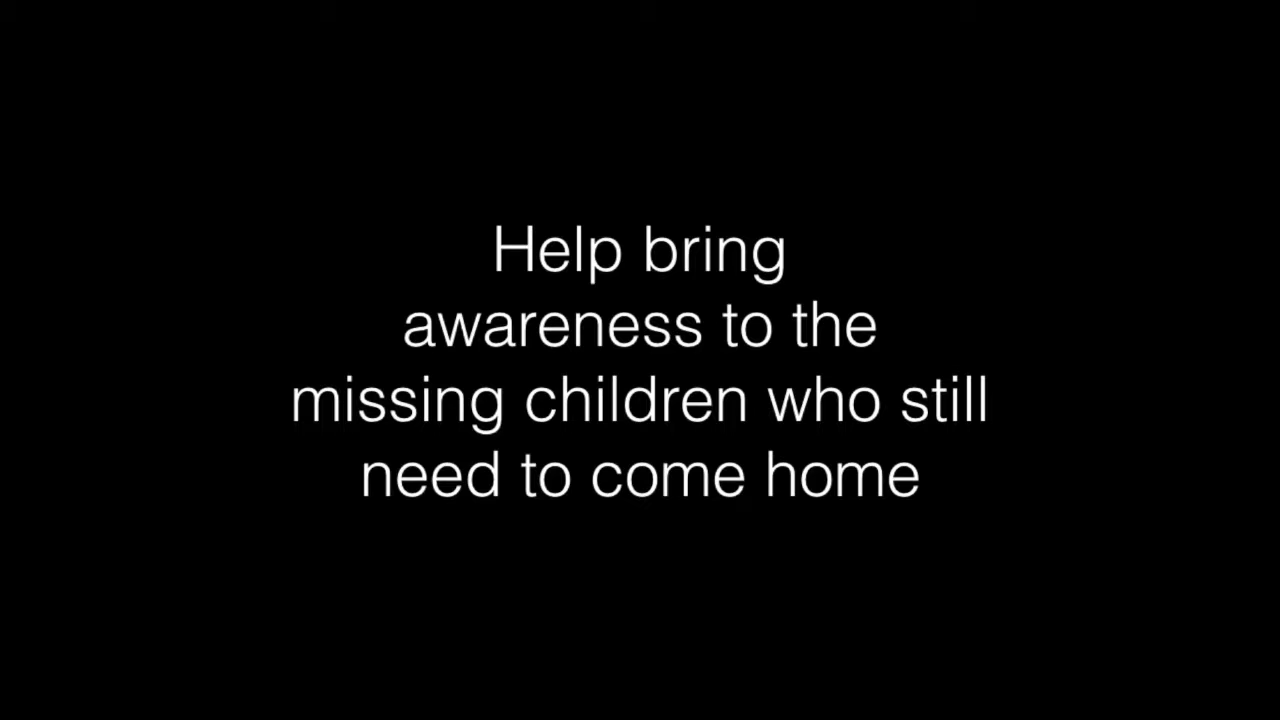 Help bring
awareness to the
missing children who still
need to come home